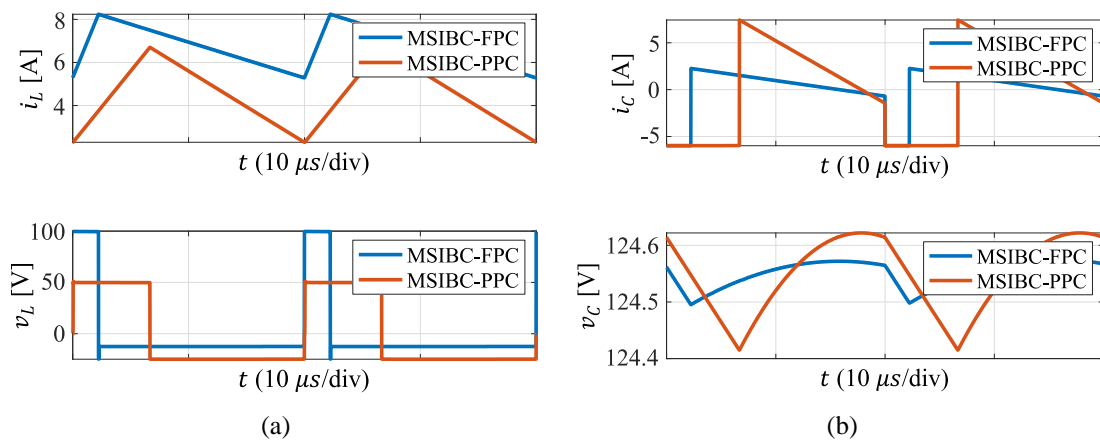 8
6
4
i_L [A]
MSIBC-FPC
MSIBC-PPC
t (10 μs/div)
5
0
-5
i_C [A]
MSIBC-FPC
MSIBC-PPC
t (10 μs/div)
100
50
0
v_L [V]
MSIBC-FPC
MSIBC-PPC
t (10 μs/div)
(a)
124.6
124.5
124.4
v_C [V]
MSIBC-FPC
MSIBC-PPC
t (10 μs/div)
(b)